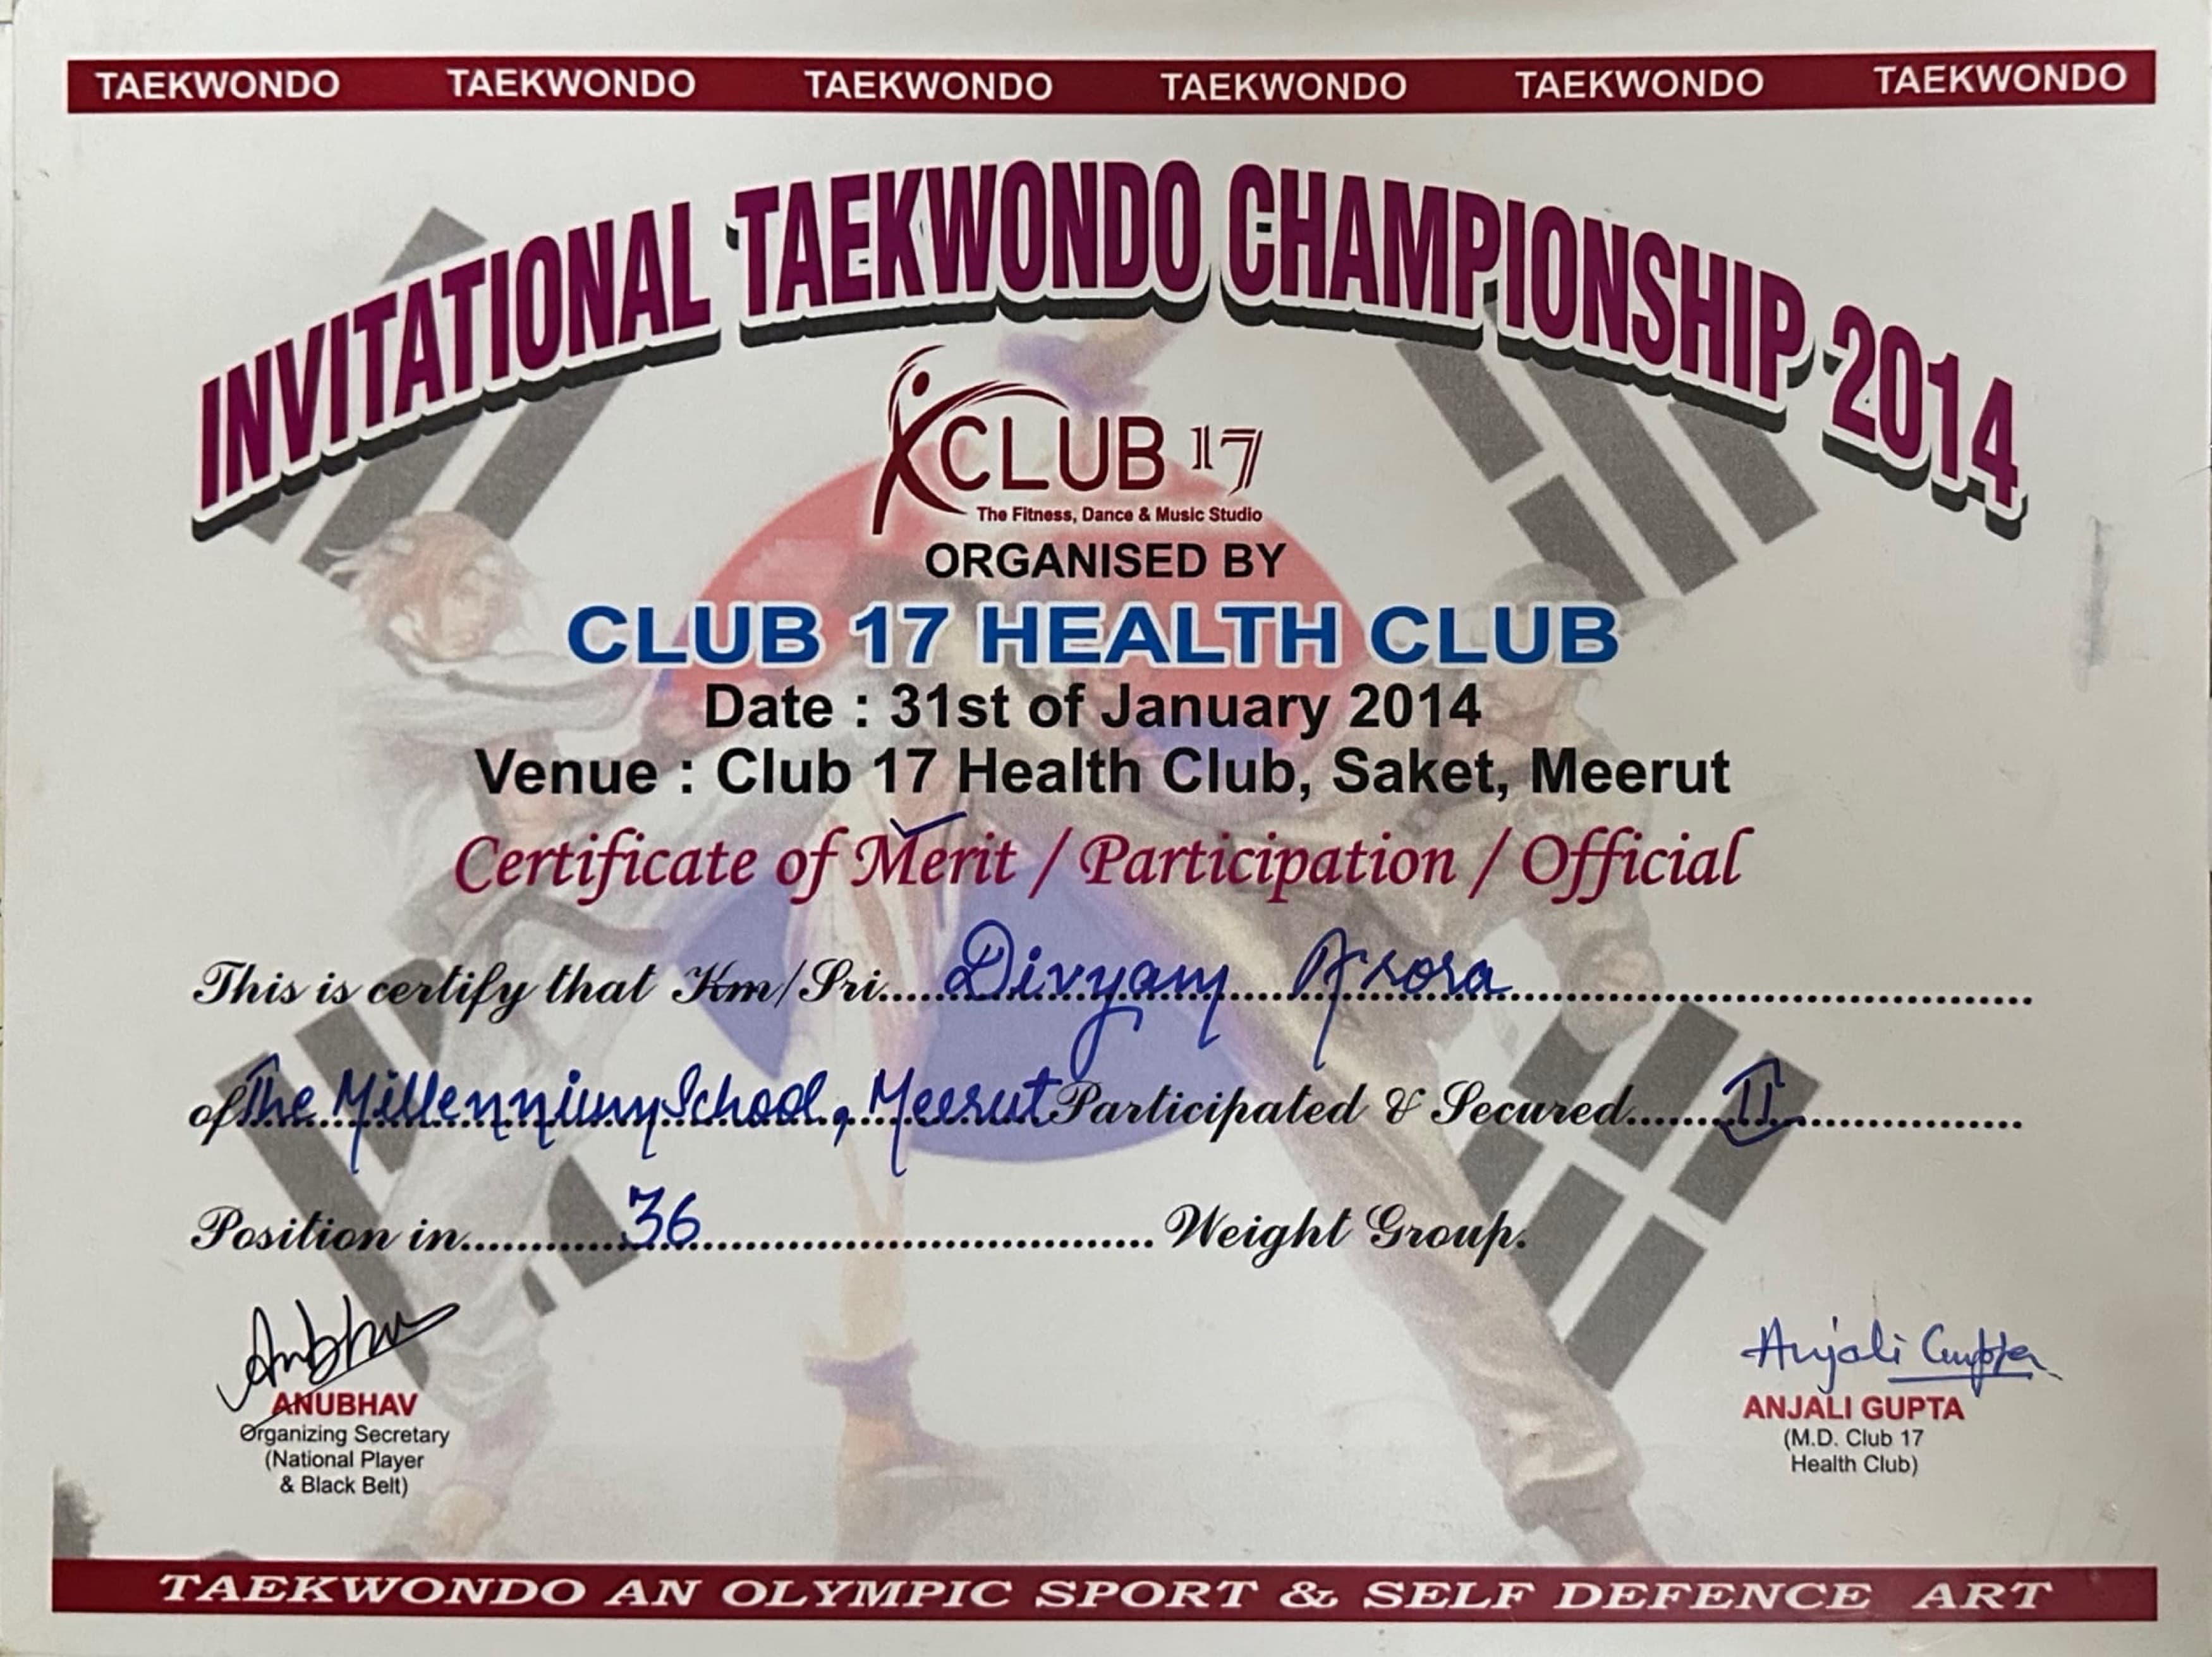 TAEKWONDO TAEKWONDO TAEKWONDO TAEKWONDO TAEKWONDO TAEKWONDO
INVITATIONAL TAEKWONDO CHAMPIONSHIP 2014
CLUB 17
The Fitness, Dance & Music Studio
ORGANISED BY
CLUB 17 HEALTH CLUB
Date : 31st of January 2014
Venue : Club 17 Health Club, Saket, Meerut
Certificate of Merit / Participation / Official
This is certify that Km/Sri..... Divyam Arora
of The Millennium School, Meerut Participated & Secured...... II
Position in............ 36 ............ Weight Group.
Anubhav
ANUBHAV
Organizing Secretary
(National Player
& Black Belt)
Anjali Gupta
ANJALI GUPTA
(M.D. Club 17
Health Club)
TAEKWONDO AN OLYMPIC SPORT & SELF DEFENCE ART